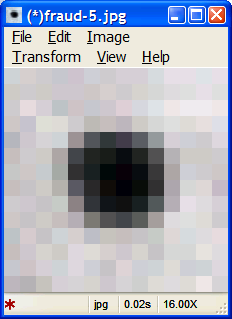 (*)fraud-5.jpg
File Edit Image
Transform View Help
* jpg 0.02s 16.00X